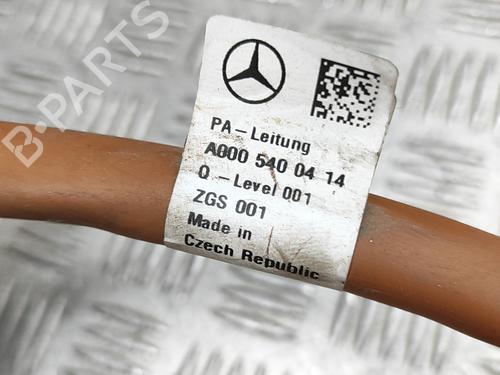 B-PARTS
PA-Leitung
A000 540 04 14
Q -Level 001
ZGS 001
Made in
Czech Republic